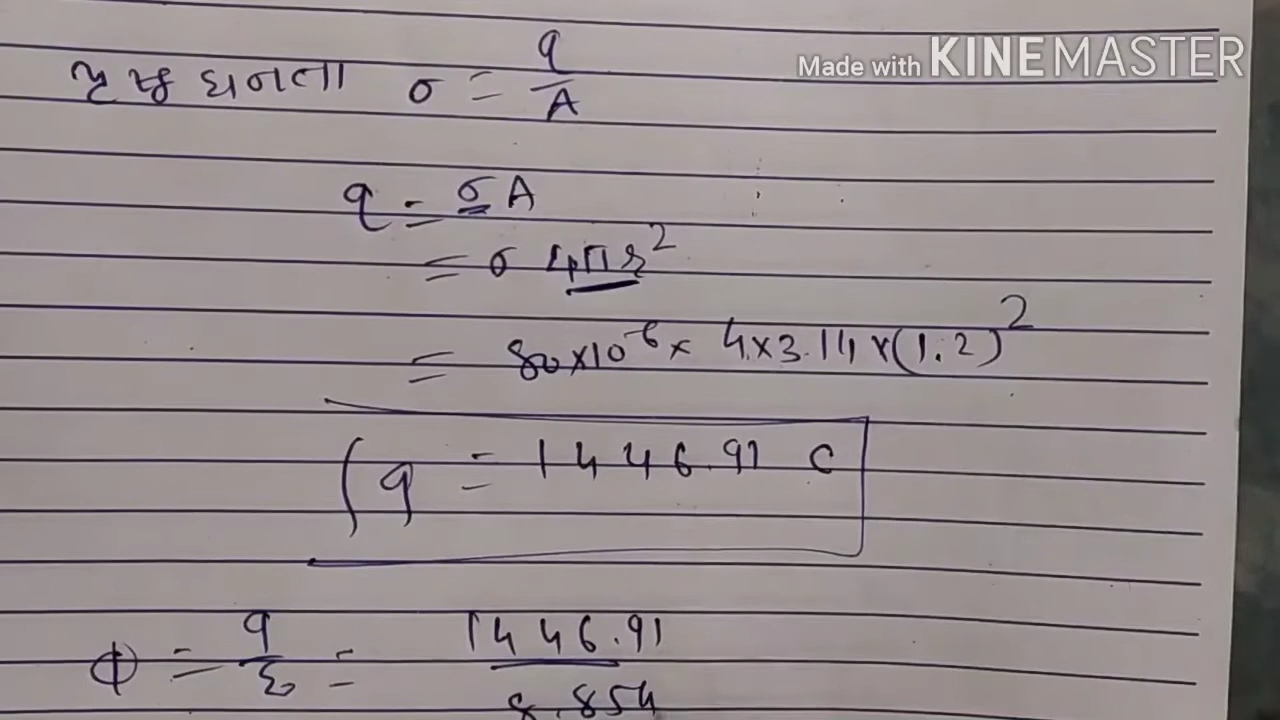 Made with KINEMASTER
પૃષ્ઠ ઘનતા σ = q/A
q = σ A
= σ 4πr²
= 80×10⁻⁶ × 4×3.14×(1.2)²
q = 1446.91 C
Φ = q/ε₀ = 1446.91/8.854